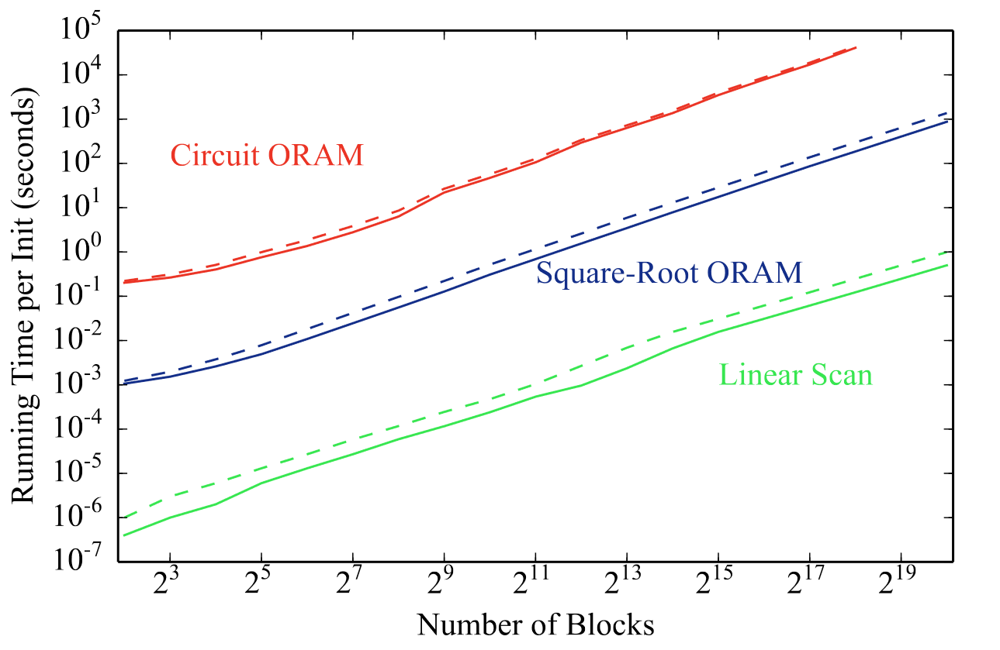 10^5
10^4
10^3
10^2
10^1
10^0
10^-1
10^-2
10^-3
10^-4
10^-5
10^-6
10^-7
Running Time per Init (seconds)
Circuit ORAM
Square-Root ORAM
Linear Scan
2^3 2^5 2^7 2^9 2^11 2^13 2^15 2^17 2^19
Number of Blocks